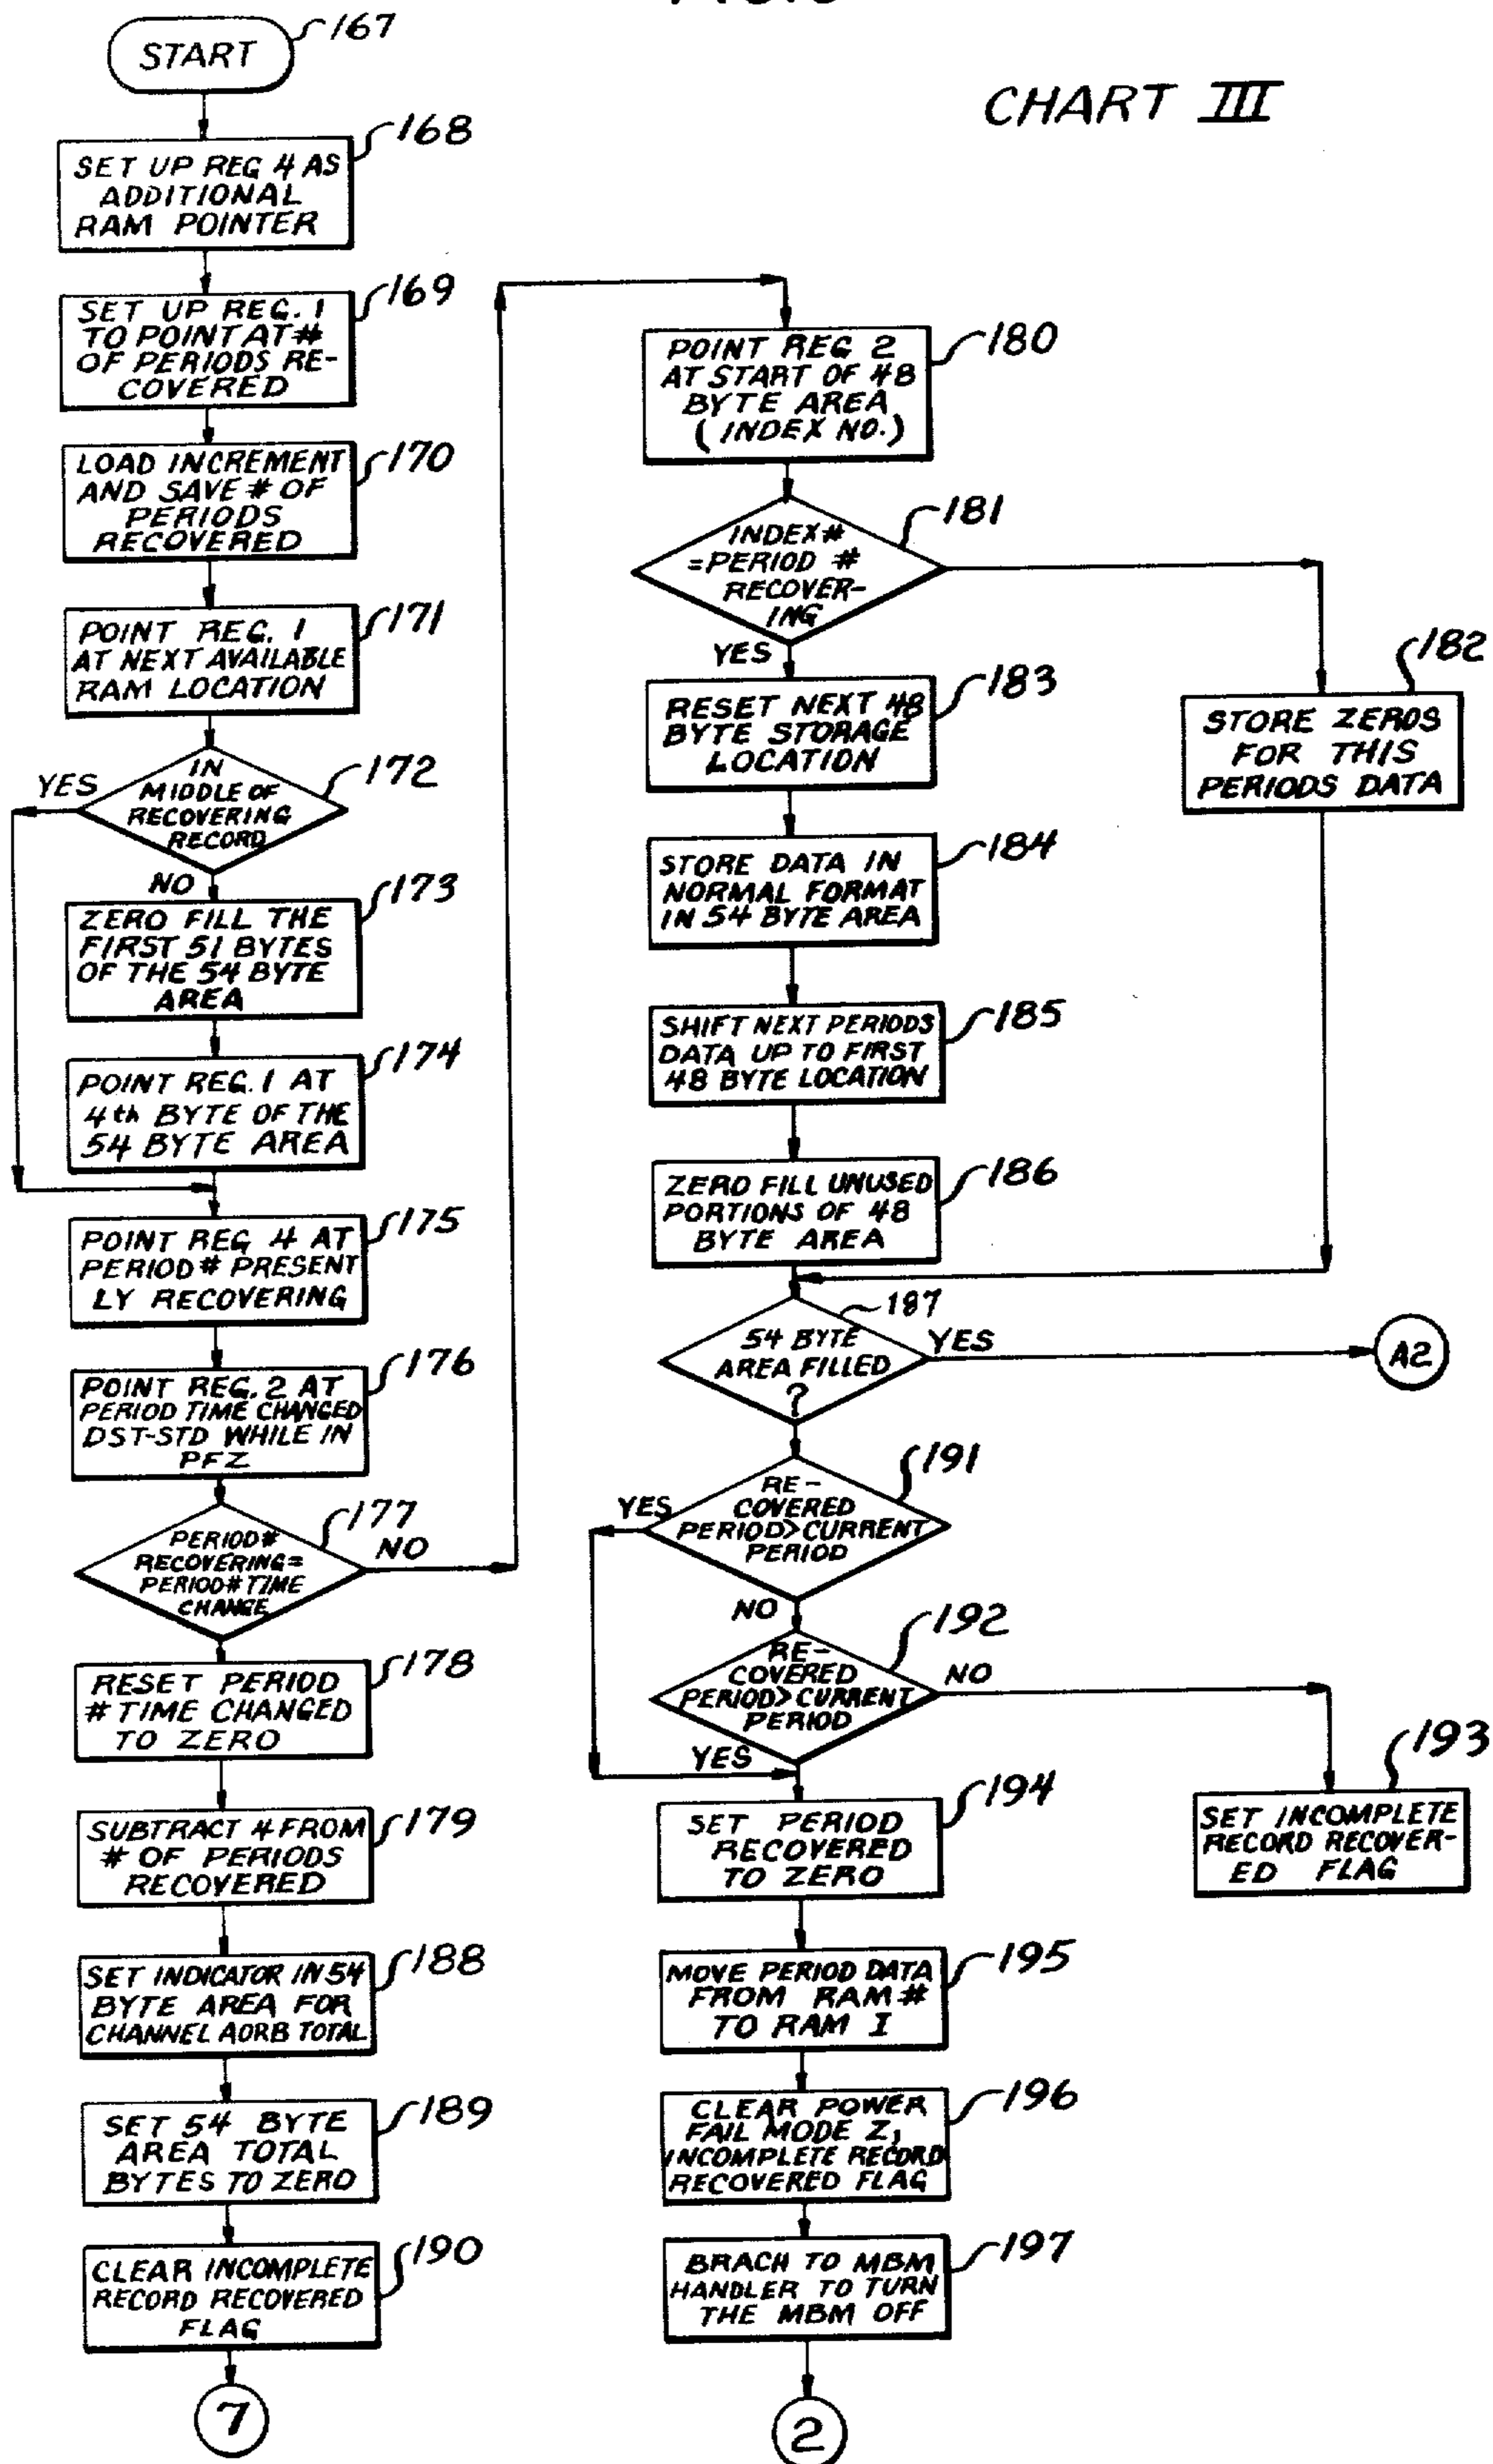 CHART III
START
167
168
SET UP REG 4 AS
ADDITIONAL
RAM POINTER
169
SET UP REG. 1
TO POINT AT #
OF PERIODS RE-
COVERED
170
LOAD INCREMENT
AND SAVE # OF
PERIODS
RECOVERED
171
POINT REG. 1
AT NEXT AVAILABLE
RAM LOCATION
172
IN
MIDDLE OF
RECOVERING
RECORD
YES
NO
173
ZERO FILL THE
FIRST 51 BYTES
OF THE 54 BYTE
AREA
174
POINT REG. 1 AT
4th BYTE OF THE
54 BYTE AREA
175
POINT REG 4 AT
PERIOD # PRESENT
LY RECOVERING
176
POINT REG. 2 AT
PERIOD TIME CHANGED
DST-STD WHILE IN
PFZ
177
PERIOD #
RECOVERING =
PERIOD # TIME
CHANGE
NO
178
RESET PERIOD
# TIME CHANGED
TO ZERO
179
SUBTRACT 4 FROM
# OF PERIODS
RECOVERED
188
SET INDICATOR IN 54
BYTE AREA FOR
CHANNEL AORB TOTAL
189
SET 54 BYTE
AREA TOTAL
BYTES TO ZERO
190
CLEAR INCOMPLETE
RECORD RECOVERED
FLAG
7
180
POINT REG 2
AT START OF 48
BYTE AREA
(INDEX NO.)
181
INDEX #
=PERIOD #
RECOVER-
ING
YES
182
STORE ZEROS
FOR THIS
PERIODS DATA
183
RESET NEXT 48
BYTE STORAGE
LOCATION
184
STORE DATA IN
NORMAL FORMAT
IN 54 BYTE AREA
185
SHIFT NEXT PERIODS
DATA UP TO FIRST
48 BYTE LOCATION
186
ZERO FILL UNUSED
PORTIONS OF 48
BYTE AREA
187
54 BYTE
AREA FILLED
?
YES
A2
191
RE-
COVERED
PERIOD > CURRENT
PERIOD
YES
NO
192
RE-
COVERED
PERIOD > CURRENT
PERIOD
NO
YES
193
SET INCOMPLETE
RECORD RECOVER-
ED FLAG
194
SET PERIOD
RECOVERED
TO ZERO
195
MOVE PERIOD DATA
FROM RAM #
TO RAM I
196
CLEAR POWER
FAIL MODE Z,
INCOMPLETE RECORD
RECOVERED FLAG
197
BRACH TO MBM
HANDLER TO TURN
THE MBM OFF
2